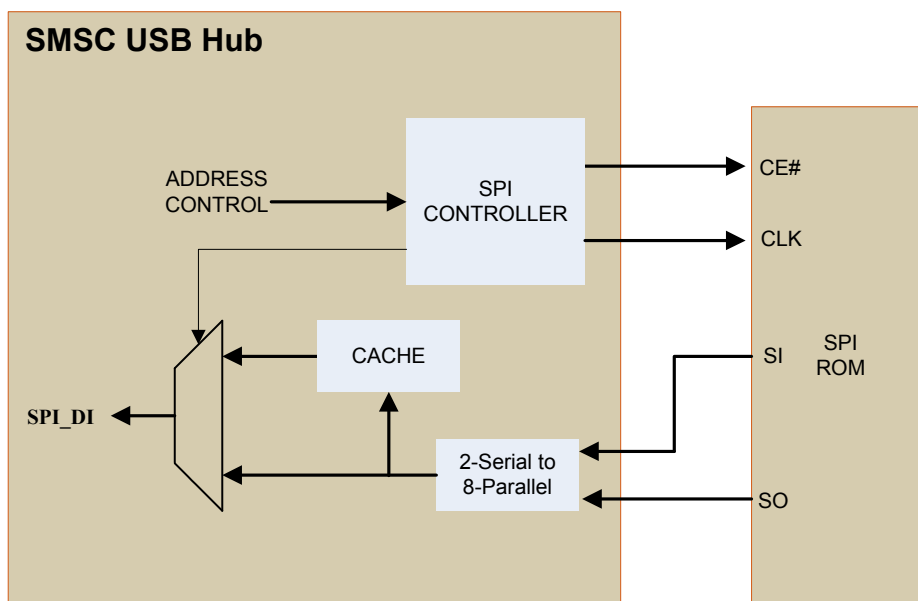 SMSC USB Hub
ADDRESS
CONTROL
SPI
CONTROLLER
CE#
CLK
CACHE
SI
SPI
ROM
SPI_DI
2-Serial to
8-Parallel
SO